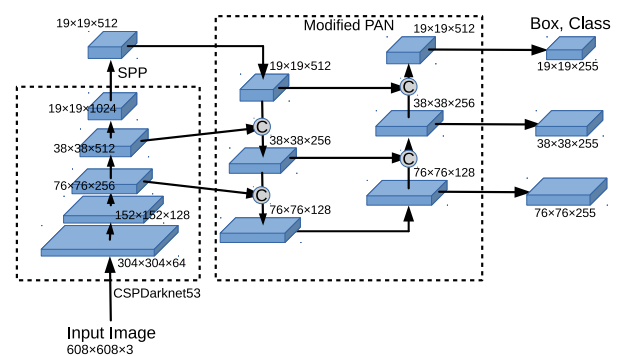 Modified PAN
Box, Class
19×19×512
19×19×512
SPP
19×19×512
19×19×255
19×19×1024
C
38×38×256
C
38×38×512
38×38×256
38×38×255
C
76×76×256
76×76×128
C
76×76×128
76×76×255
152×152×128
304×304×64
CSPDarknet53
Input Image
608×608×3